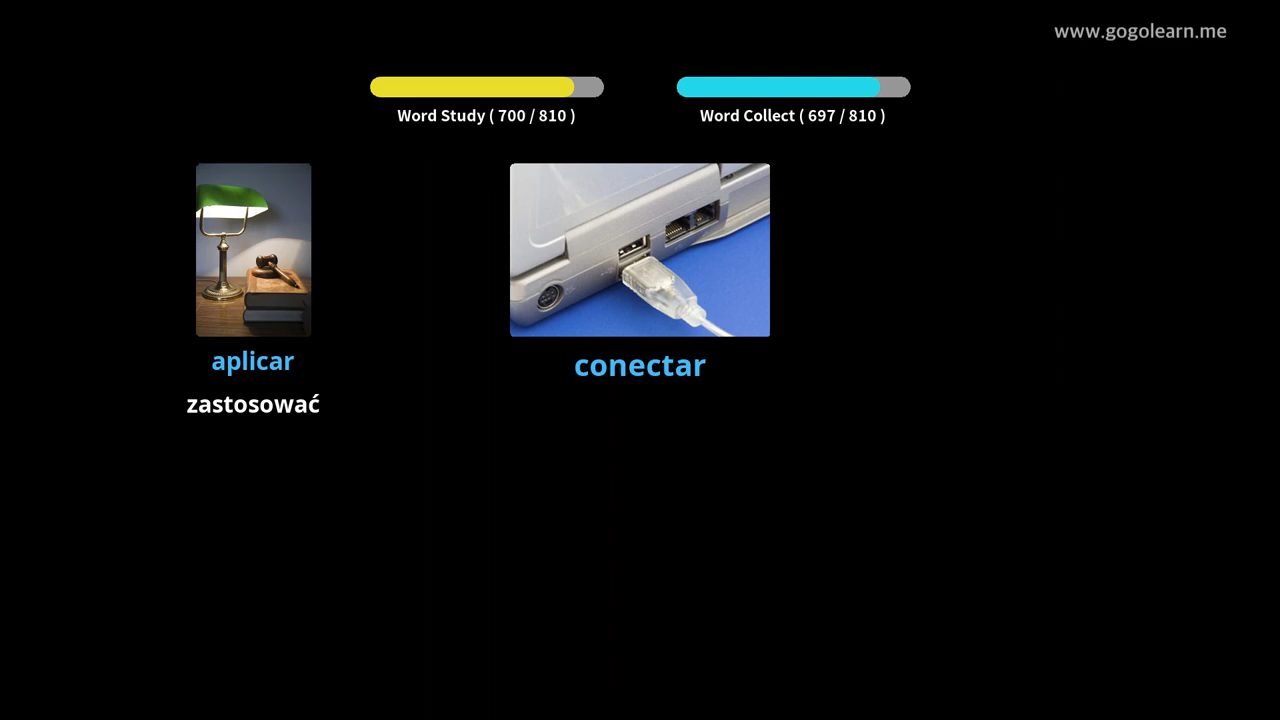 www.gogolearn.me
Word Study ( 700 / 810 )
Word Collect ( 697 / 810 )
aplicar
conectar
zastosować